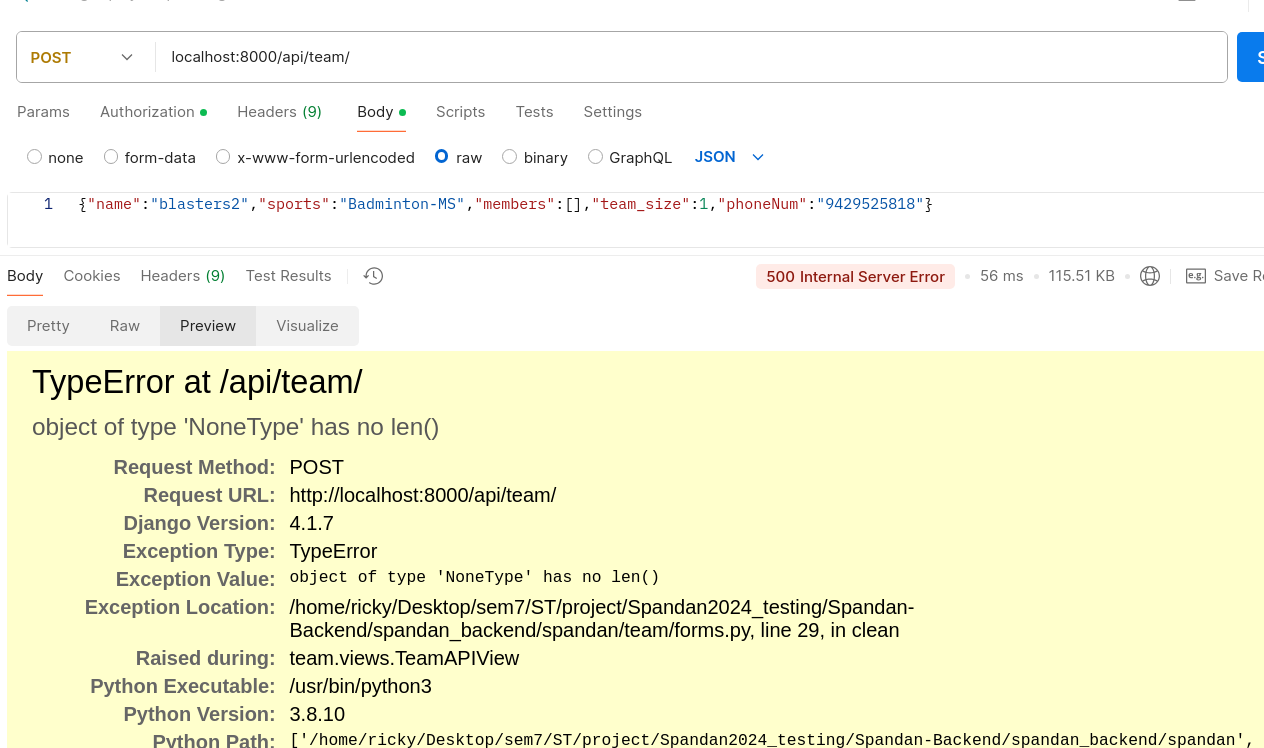 POST localhost:8000/api/team/
Params Authorization Headers (9) Body Scripts Tests Settings
none form-data x-www-form-urlencoded raw binary GraphQL JSON
1 {"name":"blasters2","sports":"Badminton-MS","members":[],"team_size":1,"phoneNum":"9429525818"}
Body Cookies Headers (9) Test Results 500 Internal Server Error 56 ms 115.51 KB e.g. Save
Pretty Raw Preview Visualize
TypeError at /api/team/
object of type 'NoneType' has no len()
Request Method: POST
Request URL: http://localhost:8000/api/team/
Django Version: 4.1.7
Exception Type: TypeError
Exception Value: object of type 'NoneType' has no len()
Exception Location: /home/ricky/Desktop/sem7/ST/project/Spandan2024_testing/Spandan-
Backend/spandan_backend/spandan/team/forms.py, line 29, in clean
Raised during: team.views.TeamAPIView
Python Executable: /usr/bin/python3
Python Version: 3.8.10
Python Path: ['/home/ricky/Desktop/sem7/ST/project/Spandan2024_testing/Spandan-Backend/spandan_backend/spandan',